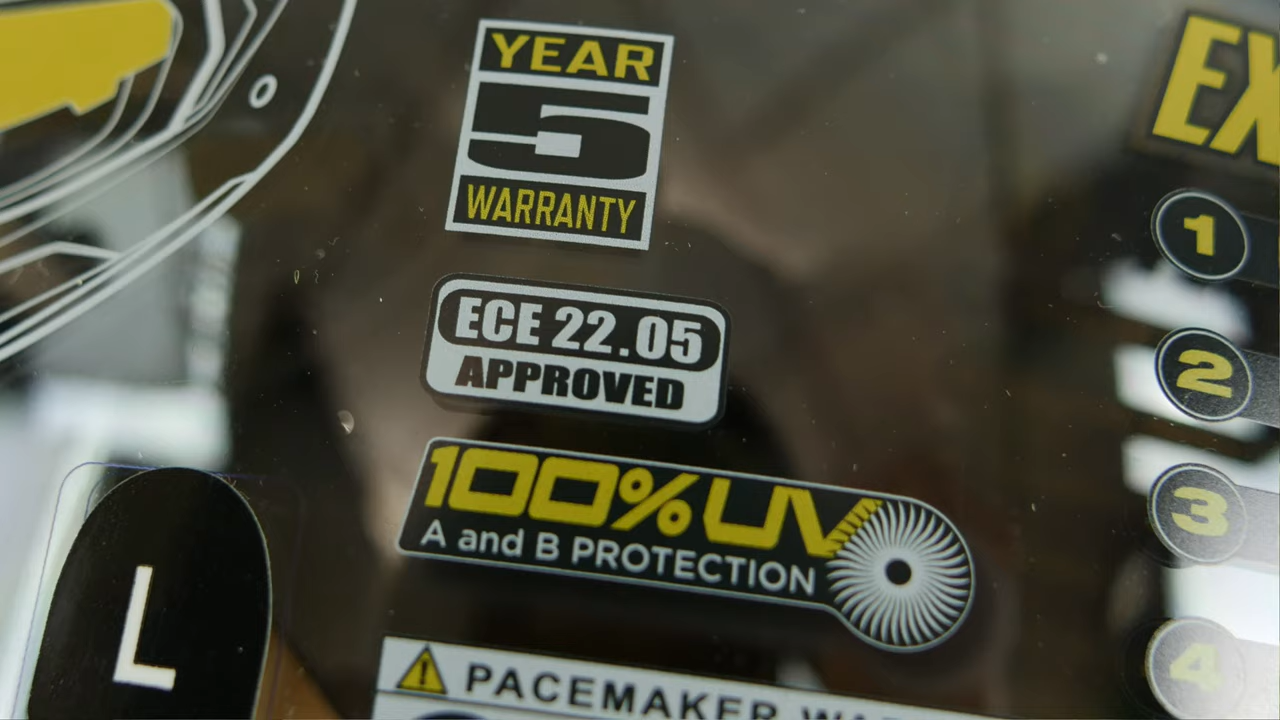 YEAR
5
WARRANTY
ECE 22.05
APPROVED
100% UV
A and B PROTECTION
PACEMAKER
L
1
2
3
4